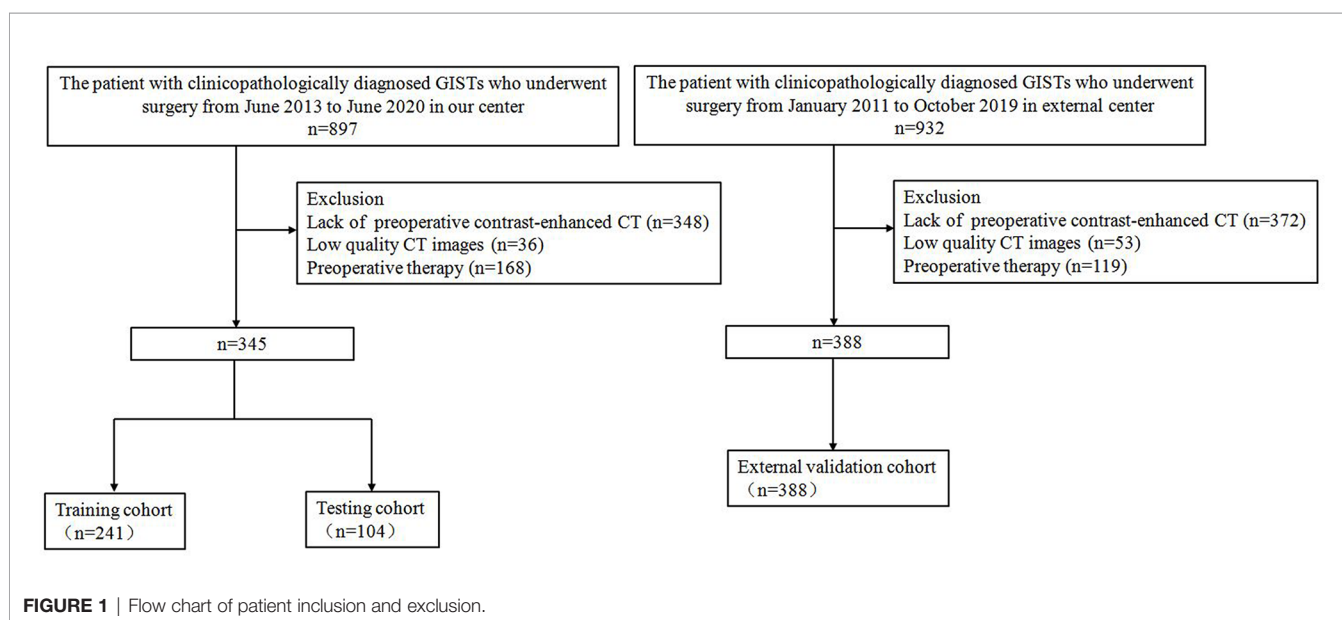 The patient with clinicopathologically diagnosed GISTs who underwent
surgery from June 2013 to June 2020 in our center
n=897
Exclusion
Lack of preoperative contrast-enhanced CT (n=348)
Low quality CT images (n=36)
Preoperative therapy (n=168)
n=345
Training cohort
（n=241）
Testing cohort
（n=104）
The patient with clinicopathologically diagnosed GISTs who underwent
surgery from January 2011 to October 2019 in external center
n=932
Exclusion
Lack of preoperative contrast-enhanced CT (n=372)
Low quality CT images (n=53)
Preoperative therapy (n=119)
n=388
External validation cohort
（n=388）
FIGURE 1 | Flow chart of patient inclusion and exclusion.